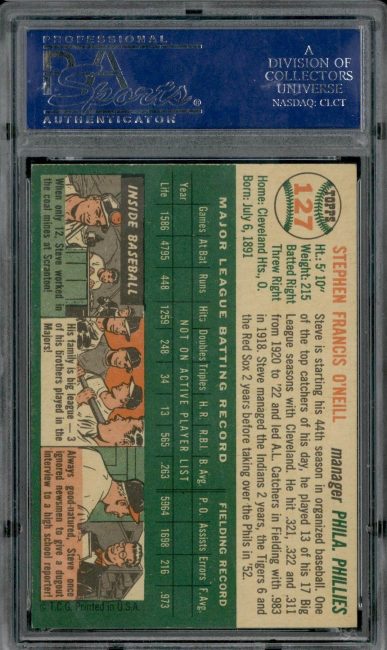 PROFESSIONAL
PSA
Sports
AUTHENTICATOR
A
DIVISION OF
COLLECTORS
UNIVERSE
NASDAQ: CLCT
TOPPS
127
STEPHEN FRANCIS O'NEILL
manager PHILA. PHILLIES
Ht.: 5'10"
Weight: 215
Batted Right
Threw Right
Home: Cleveland Hts., O.
Born: July 6, 1891
Steve is starting his 44th season in organized baseball. One
of the top catchers of his day, he played 13 of his 17 Big
League seasons with Cleveland. He hit .321, .322 and .311
from 1920 to '22 and led A.L. Catchers in Fielding with .983
in 1918. Steve managed the Indians 2 years, the Tigers 6 and
the Red Sox 2 years before taking over the Phils in '52.
MAJOR LEAGUE BATTING RECORD FIELDING RECORD
Games At Bat Runs Hits Doubles Triples H.R. R.B.I. B.Avg. P.O. Assists Errors F.Avg.
Year NOT ON ACTIVE PLAYER LIST
Life 1586 4795 448 1259 248 34 13 565 .263 5964 1698 216 .973
INSIDE BASEBALL
When only 12, Steve worked in
the coal mines at Scranton!
His family is big league — 3
of his brothers played in the
Majors!
Always good-natured, Steve once
ignored newsmen to give a dugout
interview to a high school reporter!
© T.C.G. Printed in U.S.A.